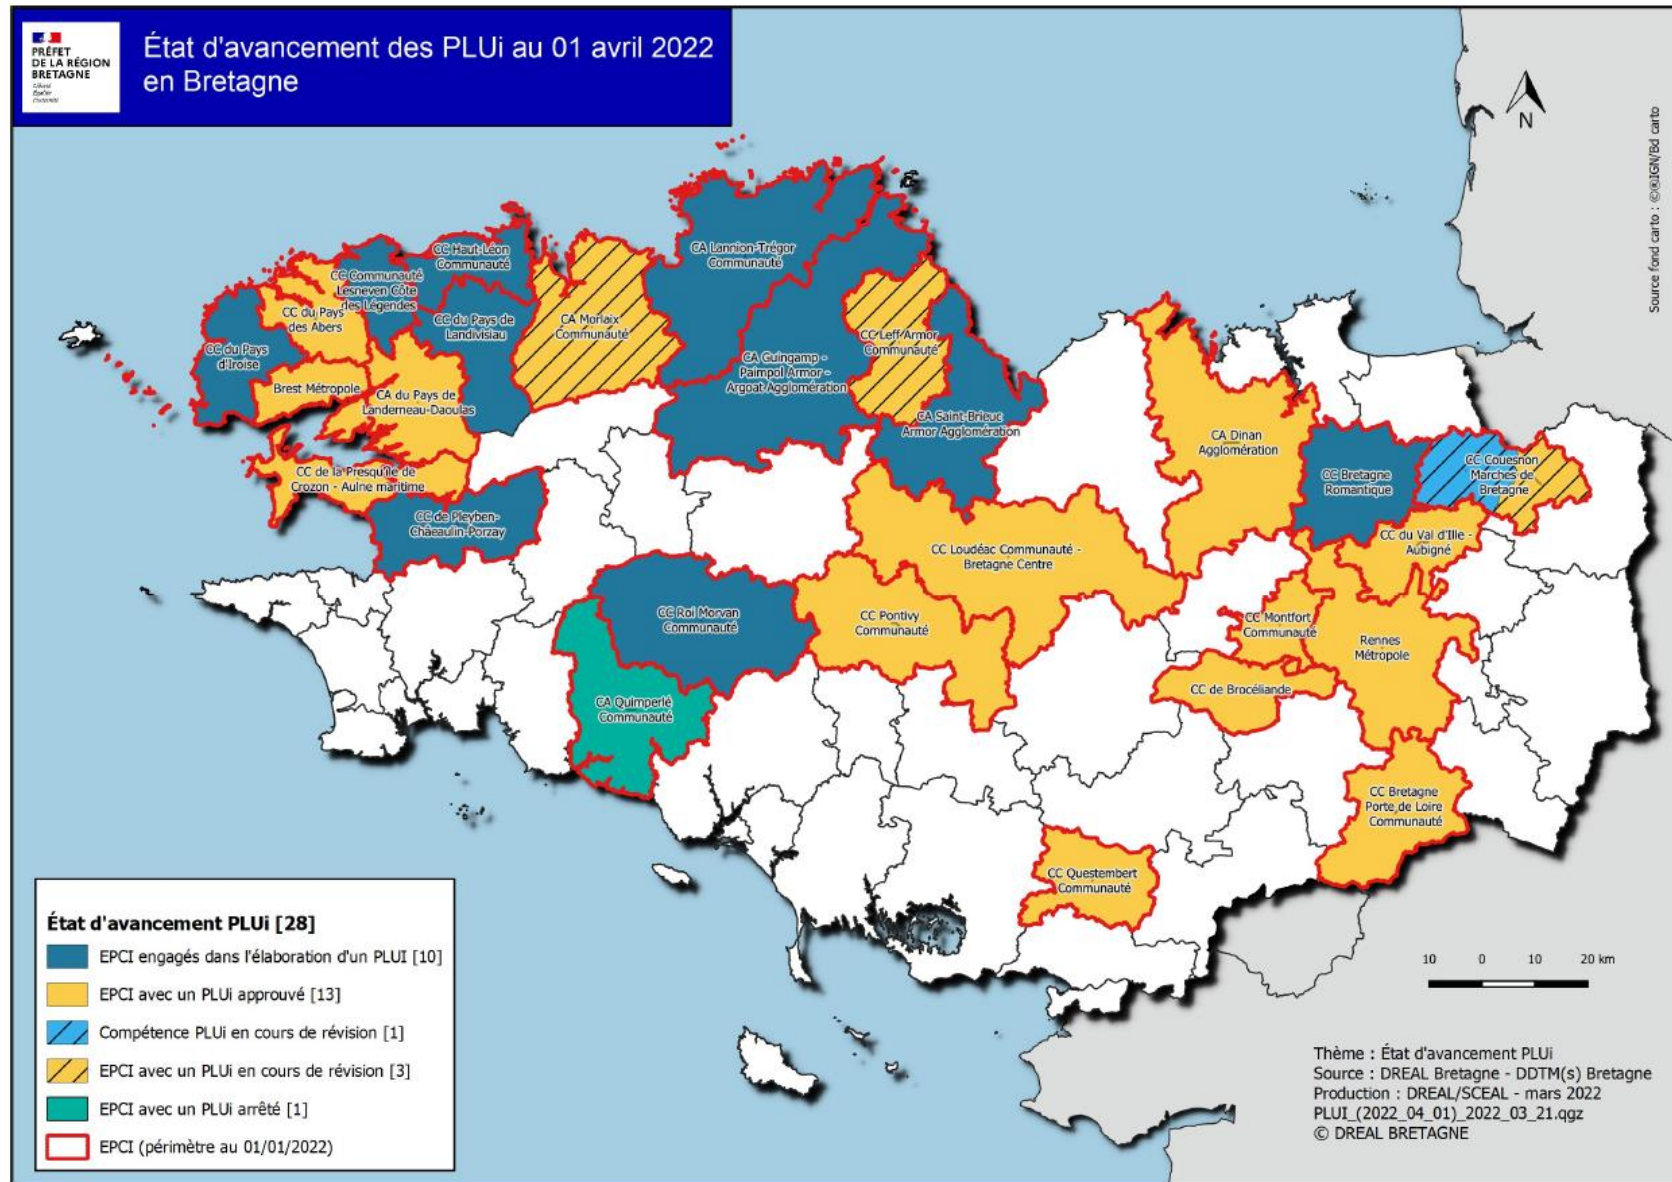 PRÉFET
DE LA RÉGION
BRETAGNE
Liberté
Égalité
Fraternité
État d'avancement des PLUi au 01 avril 2022
en Bretagne
N
Source fond carto : ©®IGN/Bd carto
CA Lannion-Trégor
Communauté
CC Haut-Léon
Communauté
CC Communauté
Lesneven Côte
des Légendes
CC du Pays
des Abers
CC du Pays de
Landivisiau
CA Morlaix
Communauté
CC Leff Armor
Communauté
CC du Pays
d'Iroise
CA Guingamp -
Paimpol Armor -
Argoat Agglomération
Brest Métropole
CA du Pays de
Landerneau-Daoulas
CA Saint-Brieuc
Armor Agglomération
CA Dinan
Agglomération
CC de la Presqu'île de
Crozon - Aulne maritime
CC Bretagne
Romantique
CC Couesnon
Marches de
Bretagne
CC de Pleyben-
Châeaulin-Porzay
CC du Val d'Ille -
Aubigné
CC Loudéac Communauté -
Bretagne Centre
CC Roi Morvan
Communauté
CC Pontivy
Communauté
CC Montfort
Communauté
Rennes
Métropole
CC de Brocéliande
CA Quimperlé
Communauté
CC Bretagne
Porte de Loire
Communauté
CC Questembert
Communauté
État d'avancement PLUi [28]
EPCI engagés dans l'élaboration d'un PLUI [10]
EPCI avec un PLUi approuvé [13]
Compétence PLUi en cours de révision [1]
EPCI avec un PLUi en cours de révision [3]
EPCI avec un PLUi arrêté [1]
EPCI (périmètre au 01/01/2022)
10 0 10 20 km
Thème : État d'avancement PLUi
Source : DREAL Bretagne - DDTM(s) Bretagne
Production : DREAL/SCEAL - mars 2022
PLUI_(2022_04_01)_2022_03_21.qgz
© DREAL BRETAGNE